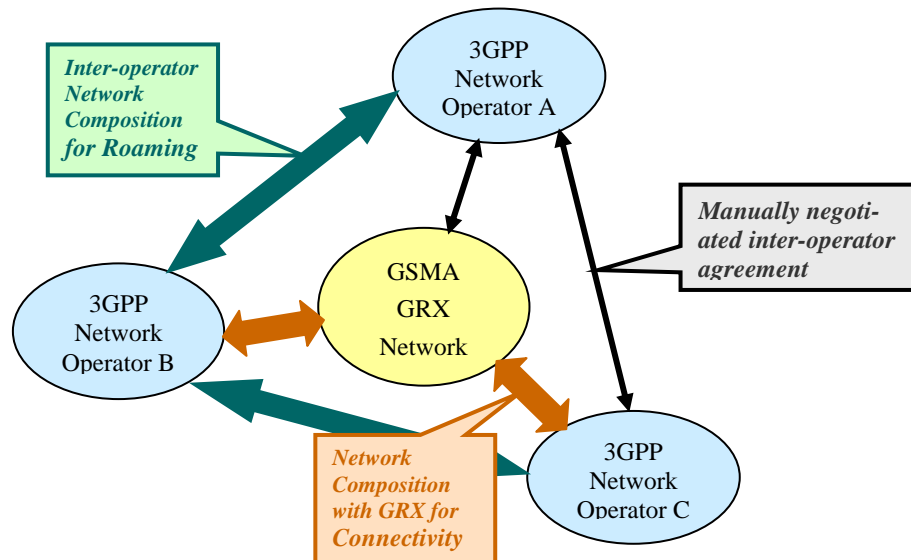 3GPP
Network
Operator A
Inter-operator
Network
Composition
for Roaming
Manually negoti-
ated inter-operator
agreement
GSMA
GRX
Network
3GPP
Network
Operator B
Network
Composition
with GRX for
Connectivity
3GPP
Network
Operator C